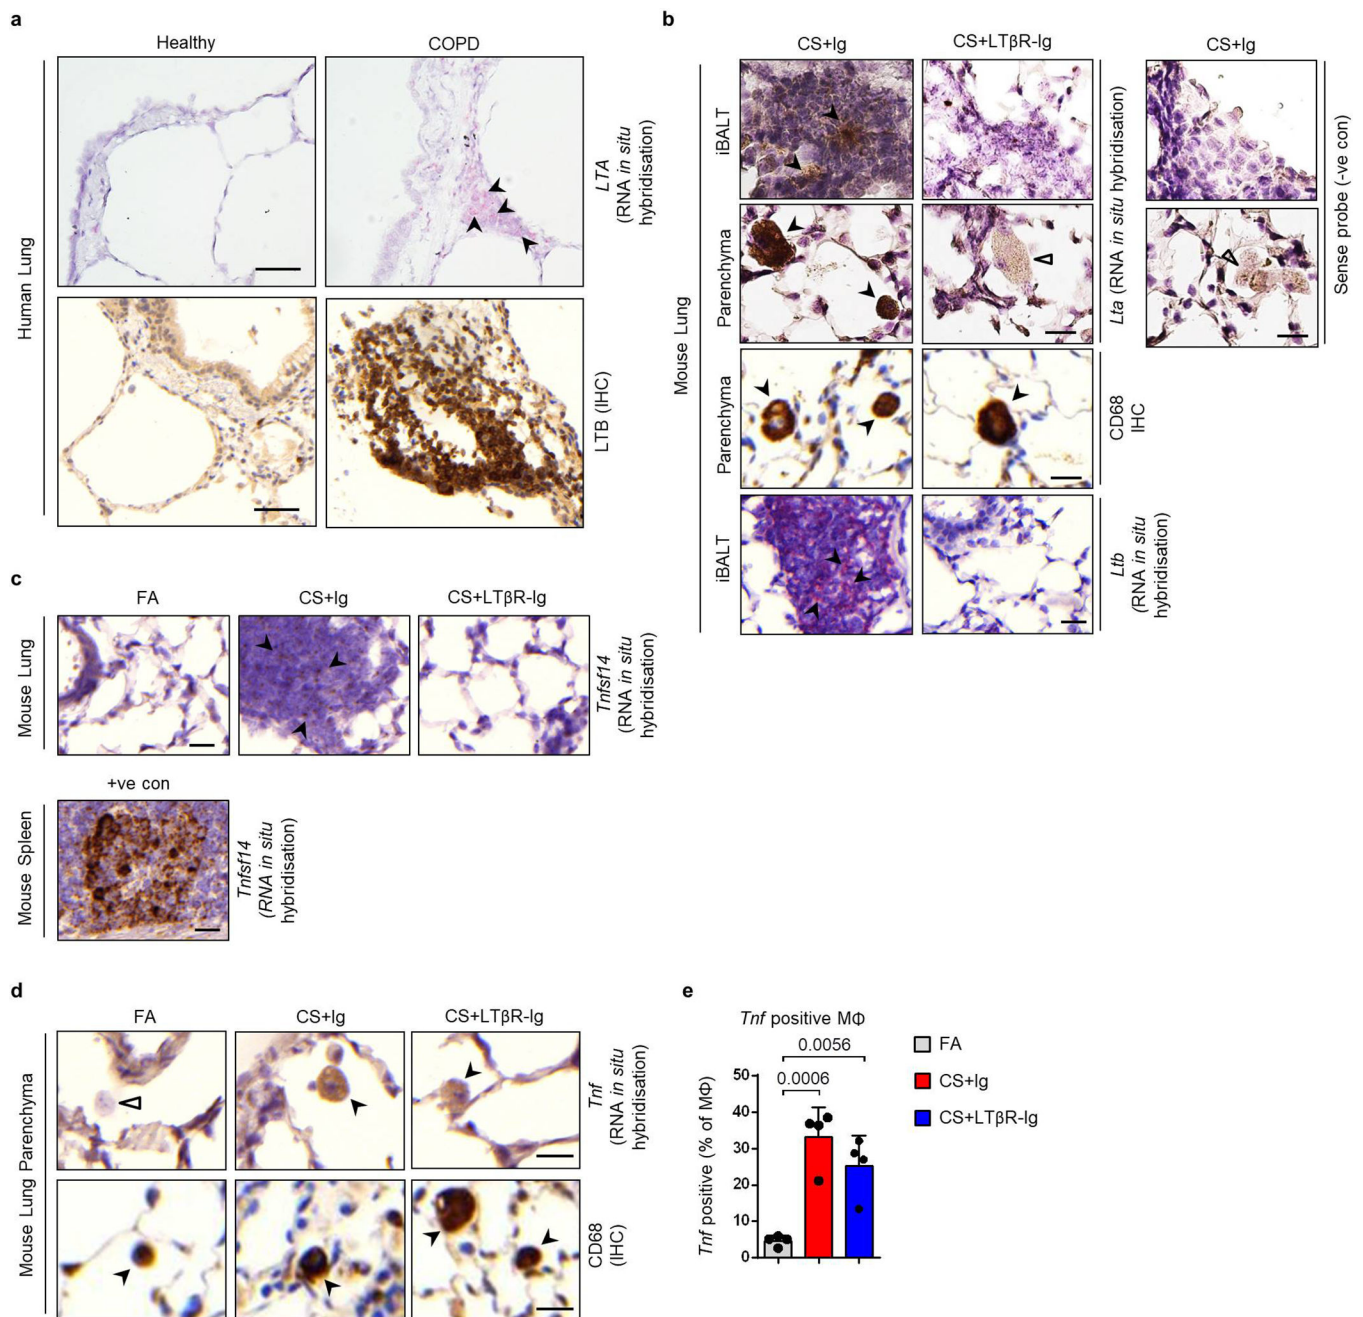 a
Healthy
COPD
Human Lung
LTA
(RNA in situ
hybridisation)
LTB (IHC)
b
CS+Ig
CS+LTβR-Ig
CS+Ig
Mouse Lung
iBALT
Parenchyma
Parenchyma
iBALT
Lta (RNA in situ hybridisation)
CD68
IHC
Ltb
(RNA in situ
hybridisation)
Sense probe (-ve con)
c
FA
CS+Ig
CS+LTβR-Ig
Mouse Lung
Tnfsf14
(RNA in situ
hybridisation)
+ve con
Mouse Spleen
Tnfsf14
(RNA in situ
hybridisation)
d
FA
CS+Ig
CS+LTβR-Ig
Mouse Lung Parenchyma
Tnf
(RNA in situ
hybridisation)
CD68
(IHC)
e
Tnf positive MΦ
0.0056
0.0006
Tnf positive (% of MΦ)
50
40
30
20
10
0
FA
CS+Ig
CS+LTβR-Ig